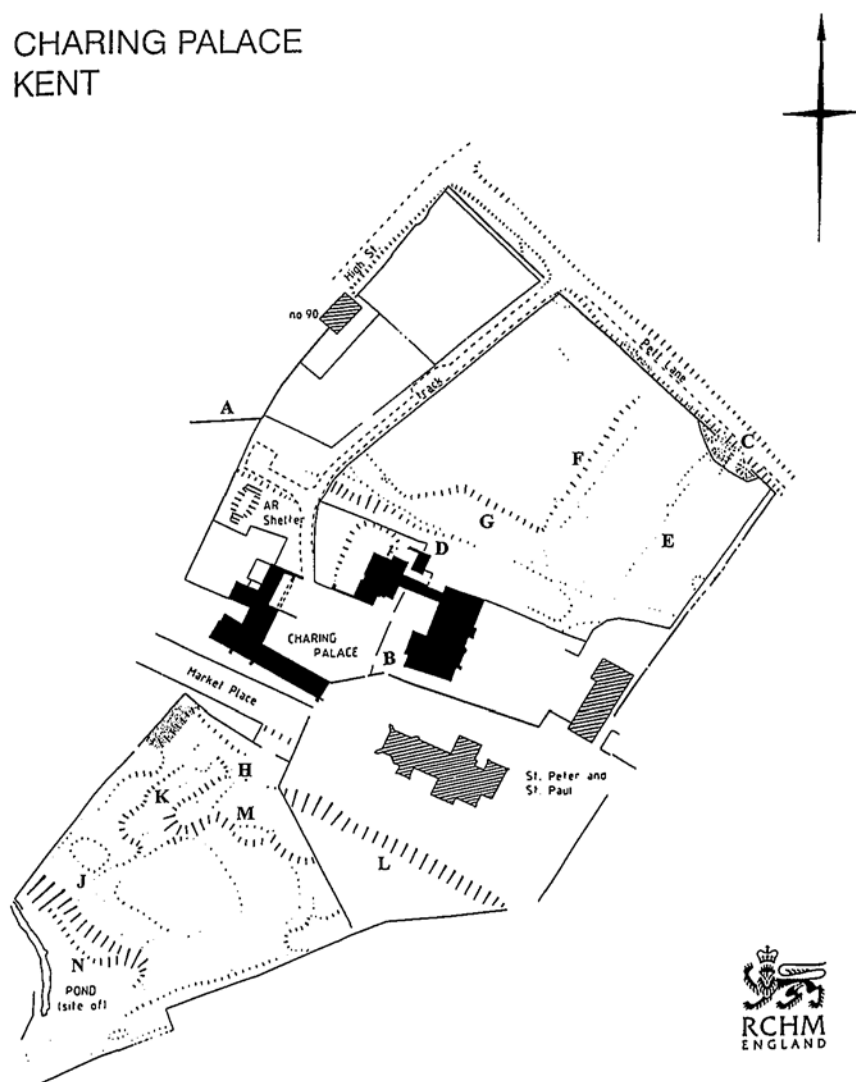 CHARING PALACE
KENT
High St.
no 90
Pett Lane
track
A
C
F
AR
Shelter
G
D
E
CHARING
PALACE
B
Market Place
St. Peter and
St. Paul
H
K
M
L
J
N
POND
(site of)
RCHM
ENGLAND